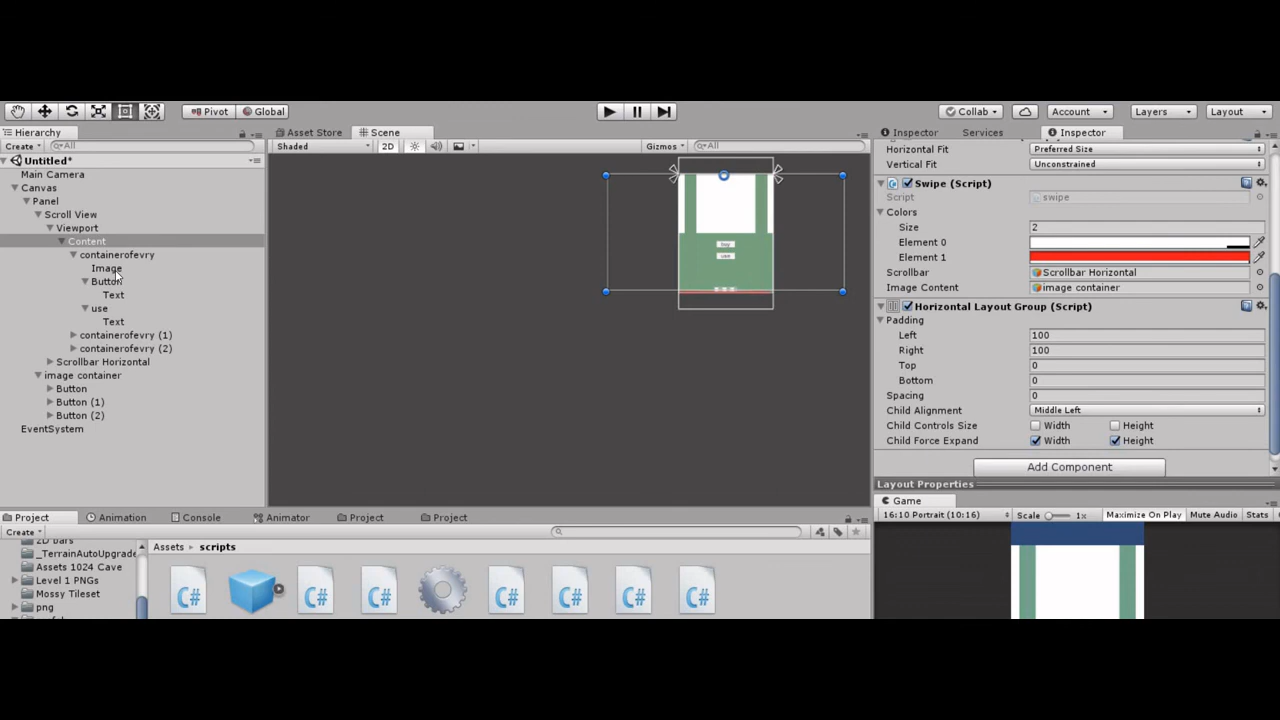 Pivot Global Collab Account Layers Layout
Hierarchy Asset Store Scene Inspector Services Inspector
Create All Shaded 2D Gizmos All
Untitled*
Main Camera
Canvas
Panel
Scroll View
Viewport
Content
containerofevry
Image
Button
Text
use
Text
containerofevry (1)
containerofevry (2)
Scrollbar Horizontal
image container
Button
Button (1)
Button (2)
EventSystem
buy
use
Horizontal Fit Preferred Size
Vertical Fit Unconstrained
Swipe (Script)
Script swipe
Colors
Size 2
Element 0
Element 1
Scrollbar Scrollbar Horizontal
Image Content image container
Horizontal Layout Group (Script)
Padding
Left 100
Right 100
Top 0
Bottom 0
Spacing 0
Child Alignment Middle Left
Child Controls Size Width Height
Child Force Expand Width Height
Add Component
Layout Properties
Game
16:10 Portrait (10:16) Scale 1x Maximize On Play Mute Audio Stats
Project Animation Console Animator Project Project
Create
2D bars
_TerrainAutoUpgrade
Assets 1024 Cave
Level 1 PNGs
Mossy Tileset
png
Assets scripts
C# C# C# C# C# C# C#